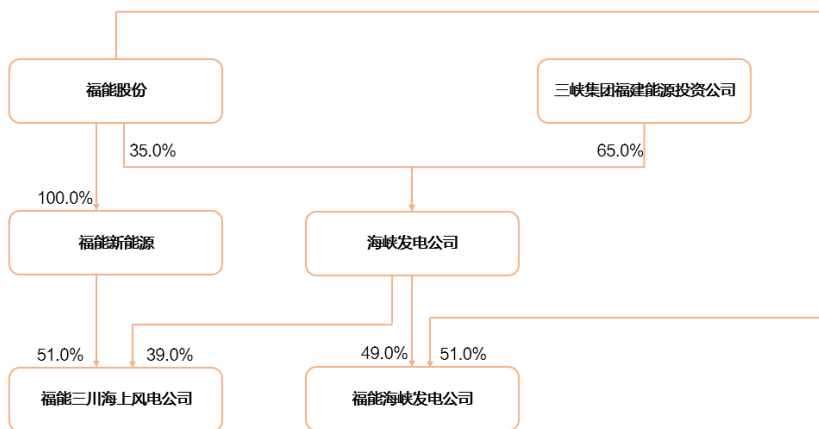 福能股份
三峡集团福建能源投资公司
35.0%
65.0%
100.0%
福能新能源
海峡发电公司
51.0%
39.0%
49.0%
51.0%
福能三川海上风电公司
福能海峡发电公司